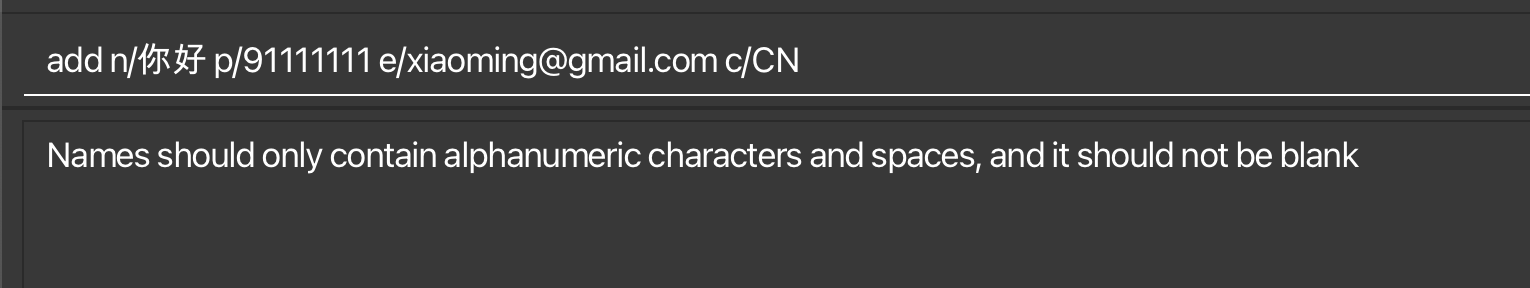 add n/你好 p/91111111 e/xiaoming@gmail.com c/CN
Names should only contain alphanumeric characters and spaces, and it should not be blank